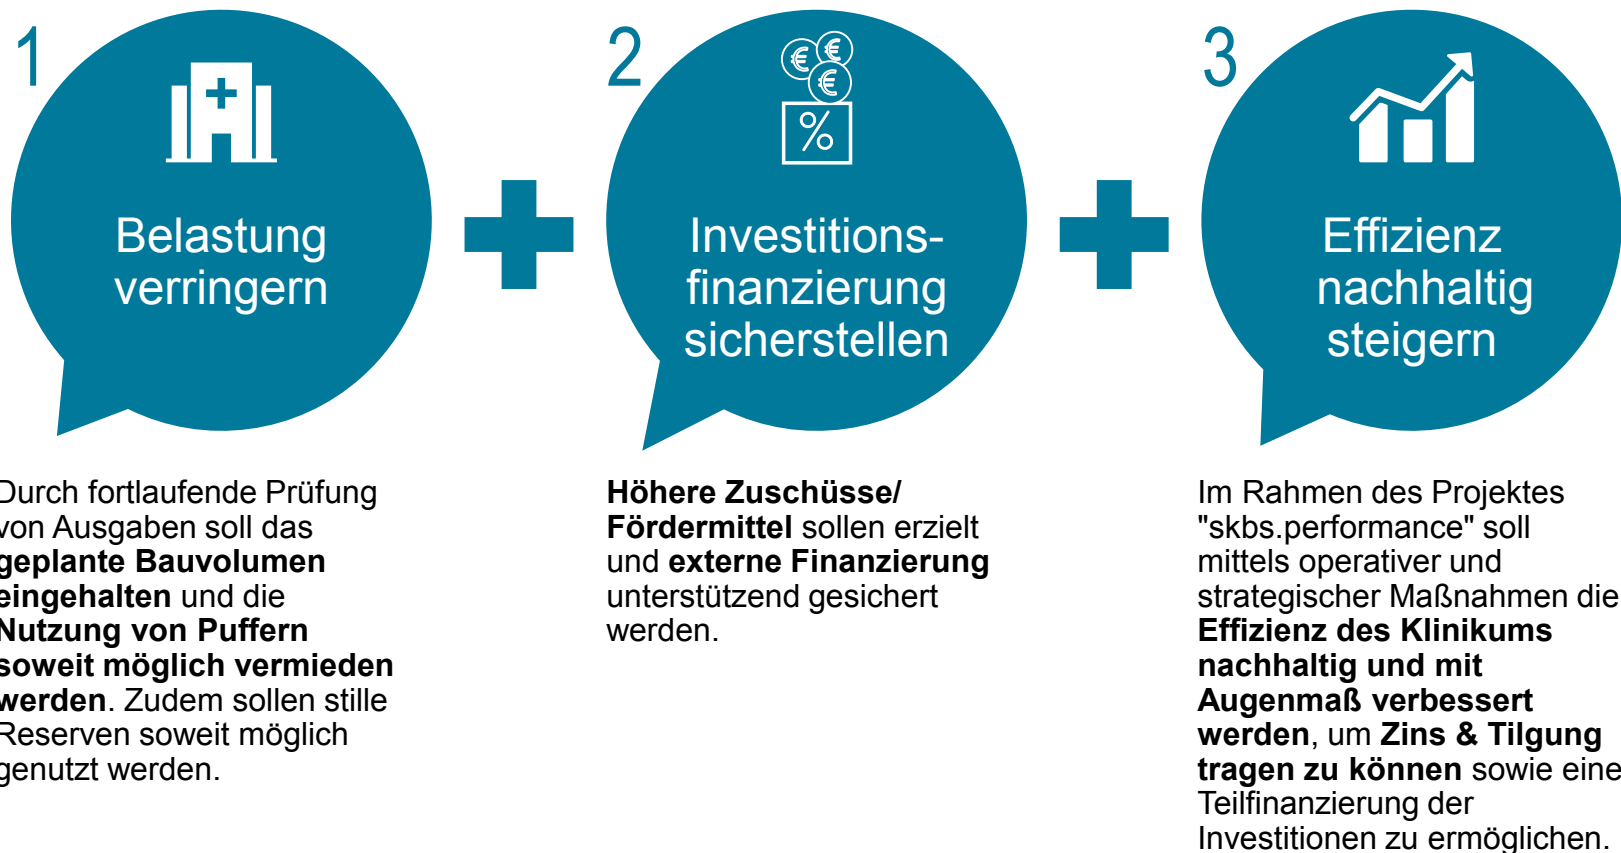 1
Belastung
verringern
Durch fortlaufende Prüfung
von Ausgaben soll das
geplante Bauvolumen
eingehalten und die
Nutzung von Puffern
soweit möglich vermieden
werden. Zudem sollen stille
Reserven soweit möglich
genutzt werden.
2
€ €
€
%
Investitions-
finanzierung
sicherstellen
Höhere Zuschüsse/
Fördermittel sollen erzielt
und externe Finanzierung
unterstützend gesichert
werden.
3
Effizienz
nachhaltig
steigern
Im Rahmen des Projektes
"skbs.performance" soll
mittels operativer und
strategischer Maßnahmen die
Effizienz des Klinikums
nachhaltig und mit
Augenmaß verbessert
werden, um Zins & Tilgung
tragen zu können sowie eine
Teilfinanzierung der
Investitionen zu ermöglichen.